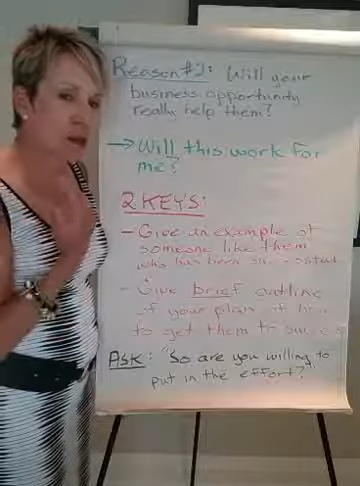 Reason #2: Will your
business opportunity
really help them?
→ Will this work for
me?
2 KEYS:
- Give an example of
someone like them
who has been
- Give brief outline
of your plan of
to get them to
ASK: "So are you willing to
put in the effort?